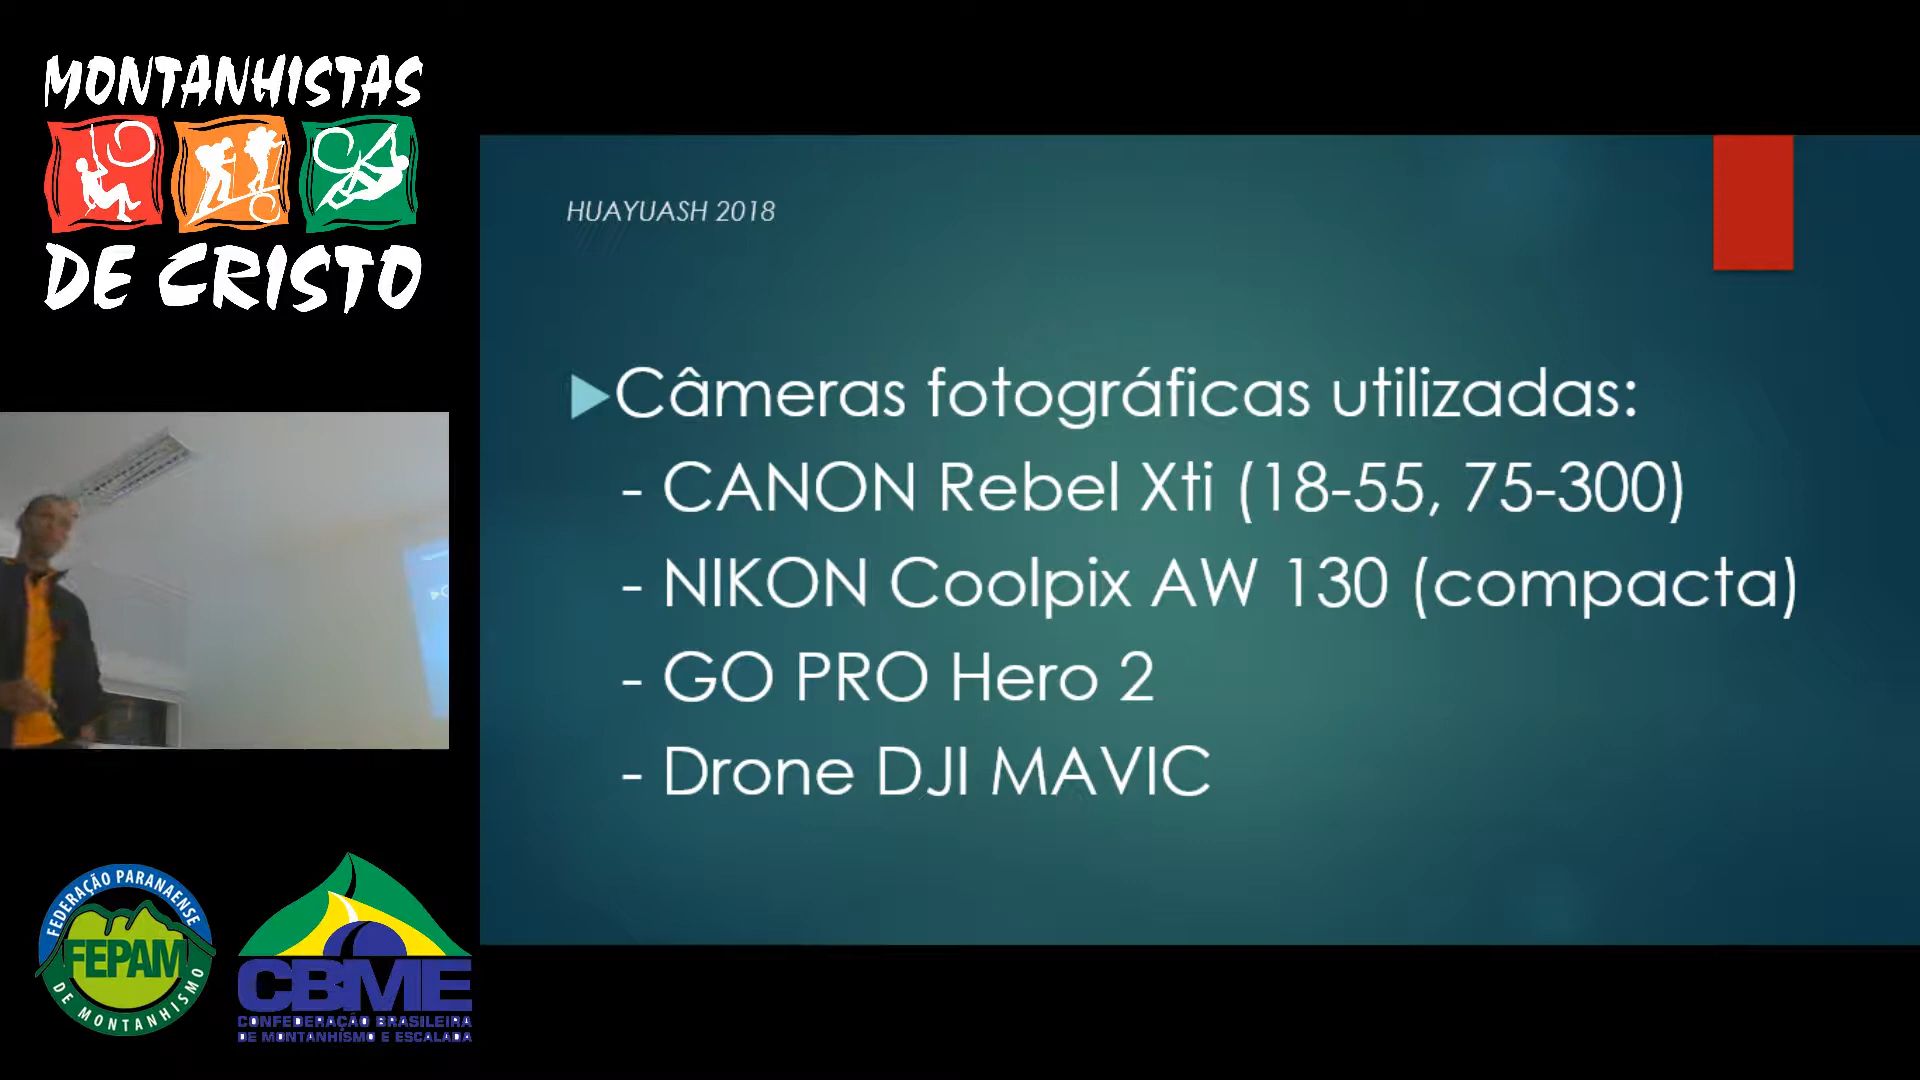 MONTANHISTAS
DE CRISTO
HUAYUASH 2018
Câmeras fotográficas utilizadas:
- CANON Rebel Xti (18-55, 75-300)
- NIKON Coolpix AW 130 (compacta)
- GO PRO Hero 2
- Drone DJI MAVIC
FEDERAÇÃO PARANAENSE
FEPAM
DE MONTANHISMO
CBME
CONFEDERAÇÃO BRASILEIRA
DE MONTANHISMO E ESCALADA